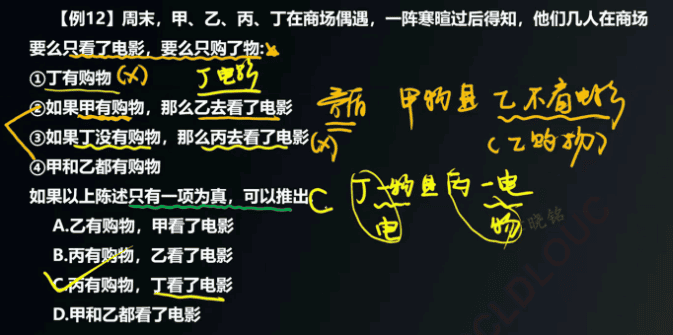 【例12】周末，甲、乙、丙、丁在商场偶遇，一阵寒暄过后得知，他们几人在商场
要么只看了电影，要么只购了物:
①丁有购物 (X) 丁电影
②如果甲有购物，那么乙去看了电影 矛盾 甲物且乙不看电影
③如果丁没有购物，那么丙去看了电影 (X) (乙购物)
④甲和乙都有购物
如果以上陈述只有一项为真，可以推出 C. 丁一物且丙一电
电 物
A.乙有购物，甲看了电影
B.丙有购物，乙看了电影
C.丙有购物，丁看了电影
D.甲和乙都看了电影